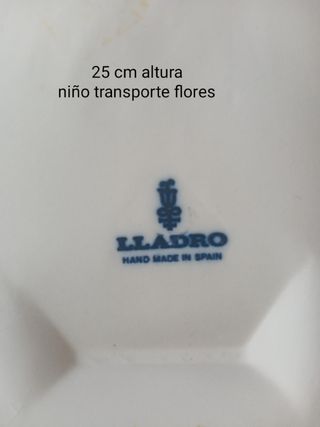 25 cm altura
niño transporte flores
LLADRO
HAND MADE IN SPAIN